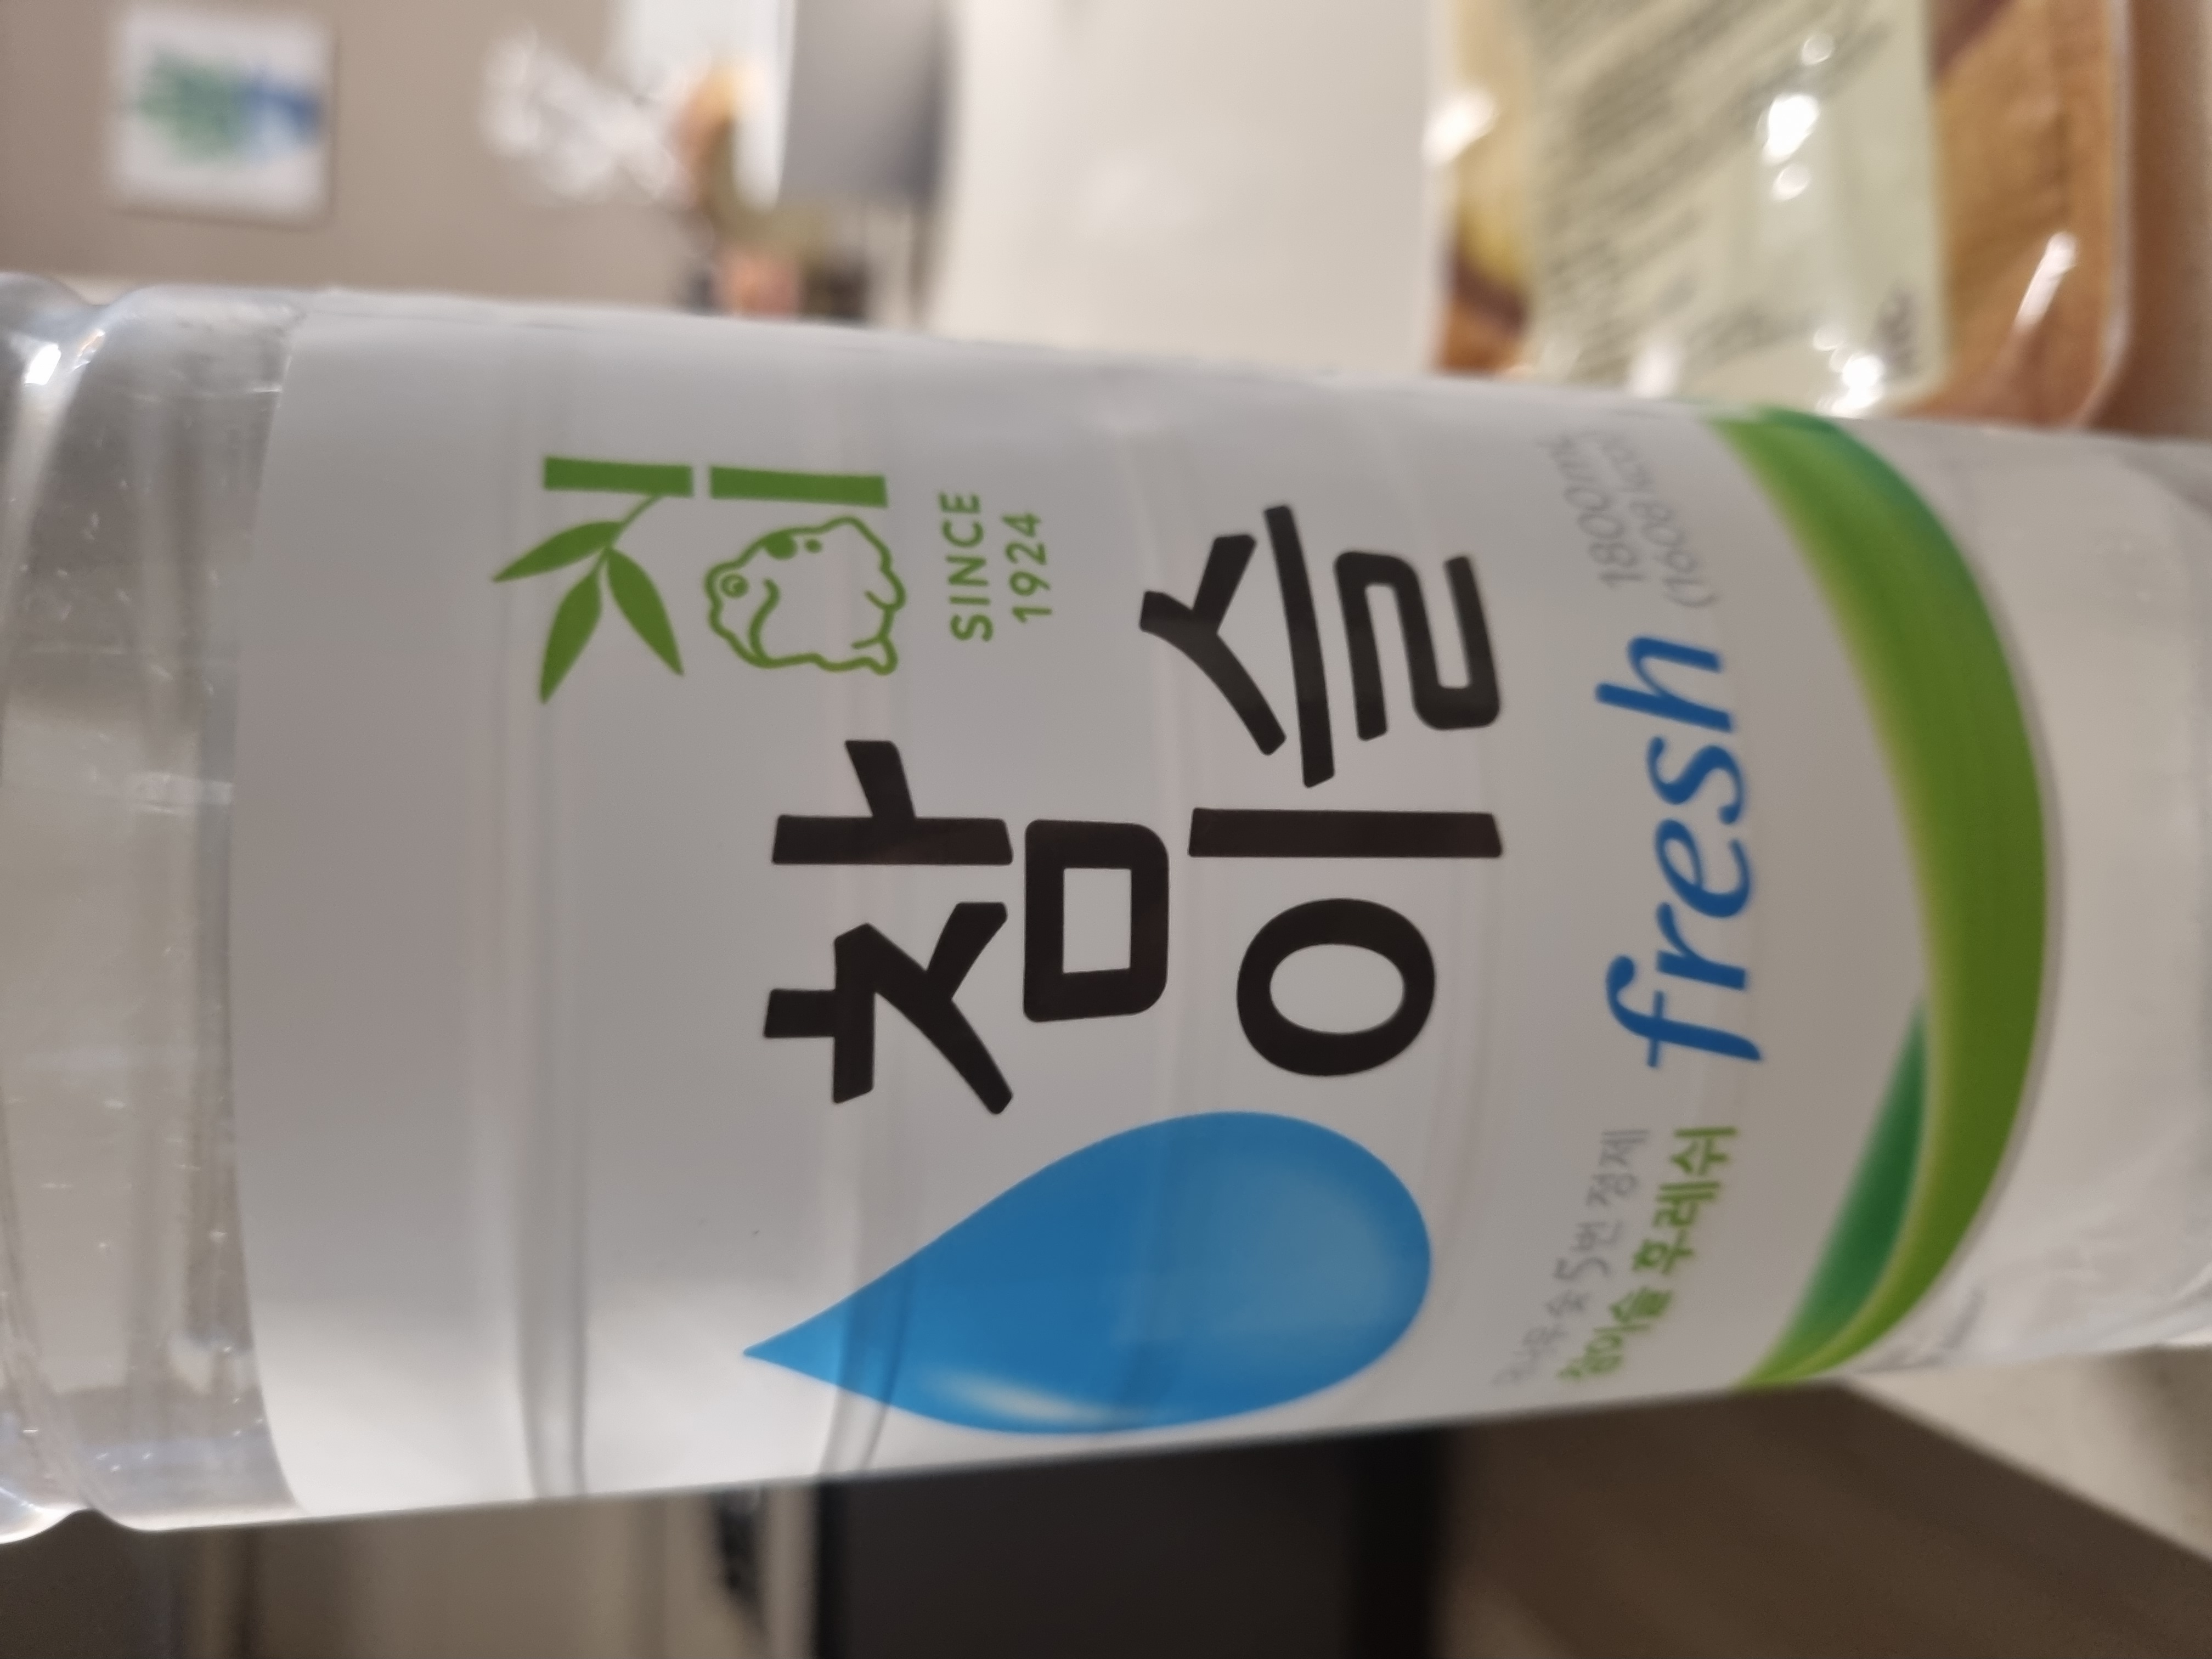 SINCE
1924
참이슬
fresh
대나무 숯 5번 정제
참이슬 후레쉬
1800mL